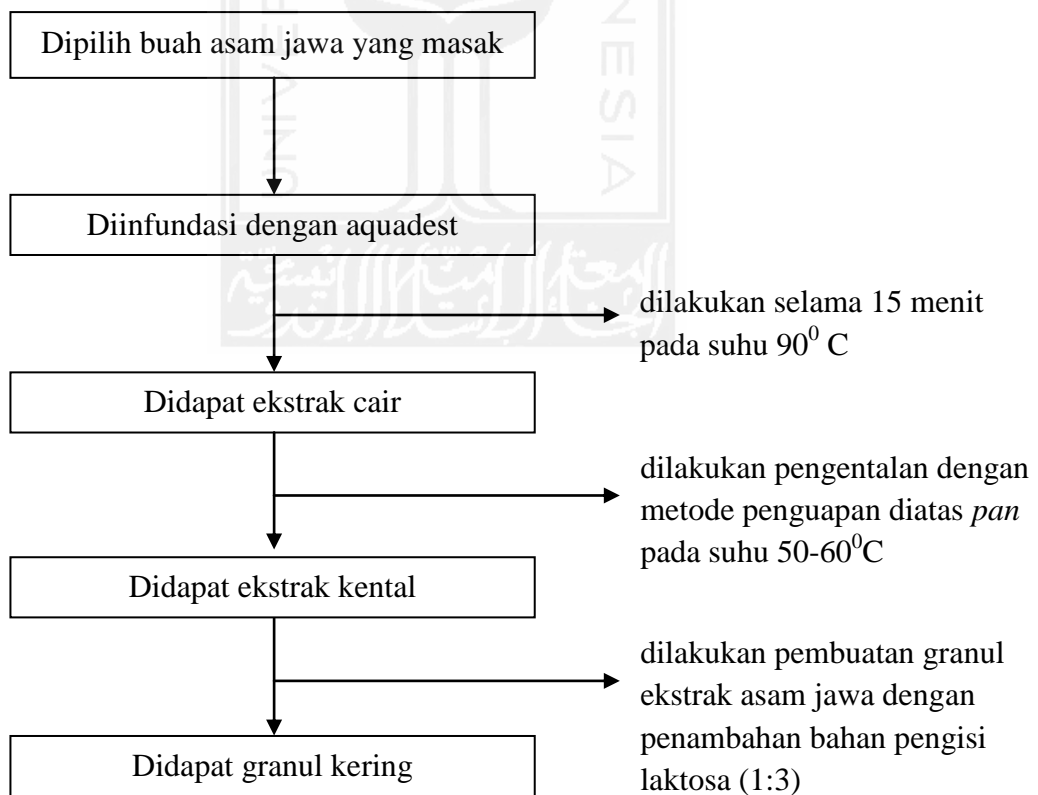 Dipilih buah asam jawa yang masak
Diinfundasi dengan aquadest
dilakukan selama 15 menit
pada suhu 90⁰ C
Didapat ekstrak cair
dilakukan pengentalan dengan
metode penguapan diatas pan
pada suhu 50-60⁰C
Didapat ekstrak kental
dilakukan pembuatan granul
ekstrak asam jawa dengan
penambahan bahan pengisi
laktosa (1:3)
Didapat granul kering